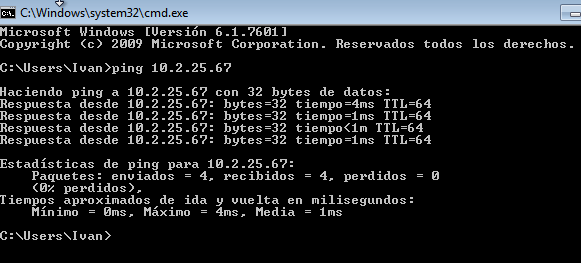 C:\Windows\system32\cmd.exe
Microsoft Windows [Versión 6.1.7601]
Copyright (c) 2009 Microsoft Corporation. Reservados todos los derechos.
C:\Users\Ivan>ping 10.2.25.67
Haciendo ping a 10.2.25.67 con 32 bytes de datos:
Respuesta desde 10.2.25.67: bytes=32 tiempo=4ms TTL=64
Respuesta desde 10.2.25.67: bytes=32 tiempo=1ms TTL=64
Respuesta desde 10.2.25.67: bytes=32 tiempo<1m TTL=64
Respuesta desde 10.2.25.67: bytes=32 tiempo=1ms TTL=64
Estadísticas de ping para 10.2.25.67:
Paquetes: enviados = 4, recibidos = 4, perdidos = 0
(0% perdidos),
Tiempos aproximados de ida y vuelta en milisegundos:
Mínimo = 0ms, Máximo = 4ms, Media = 1ms
C:\Users\Ivan>